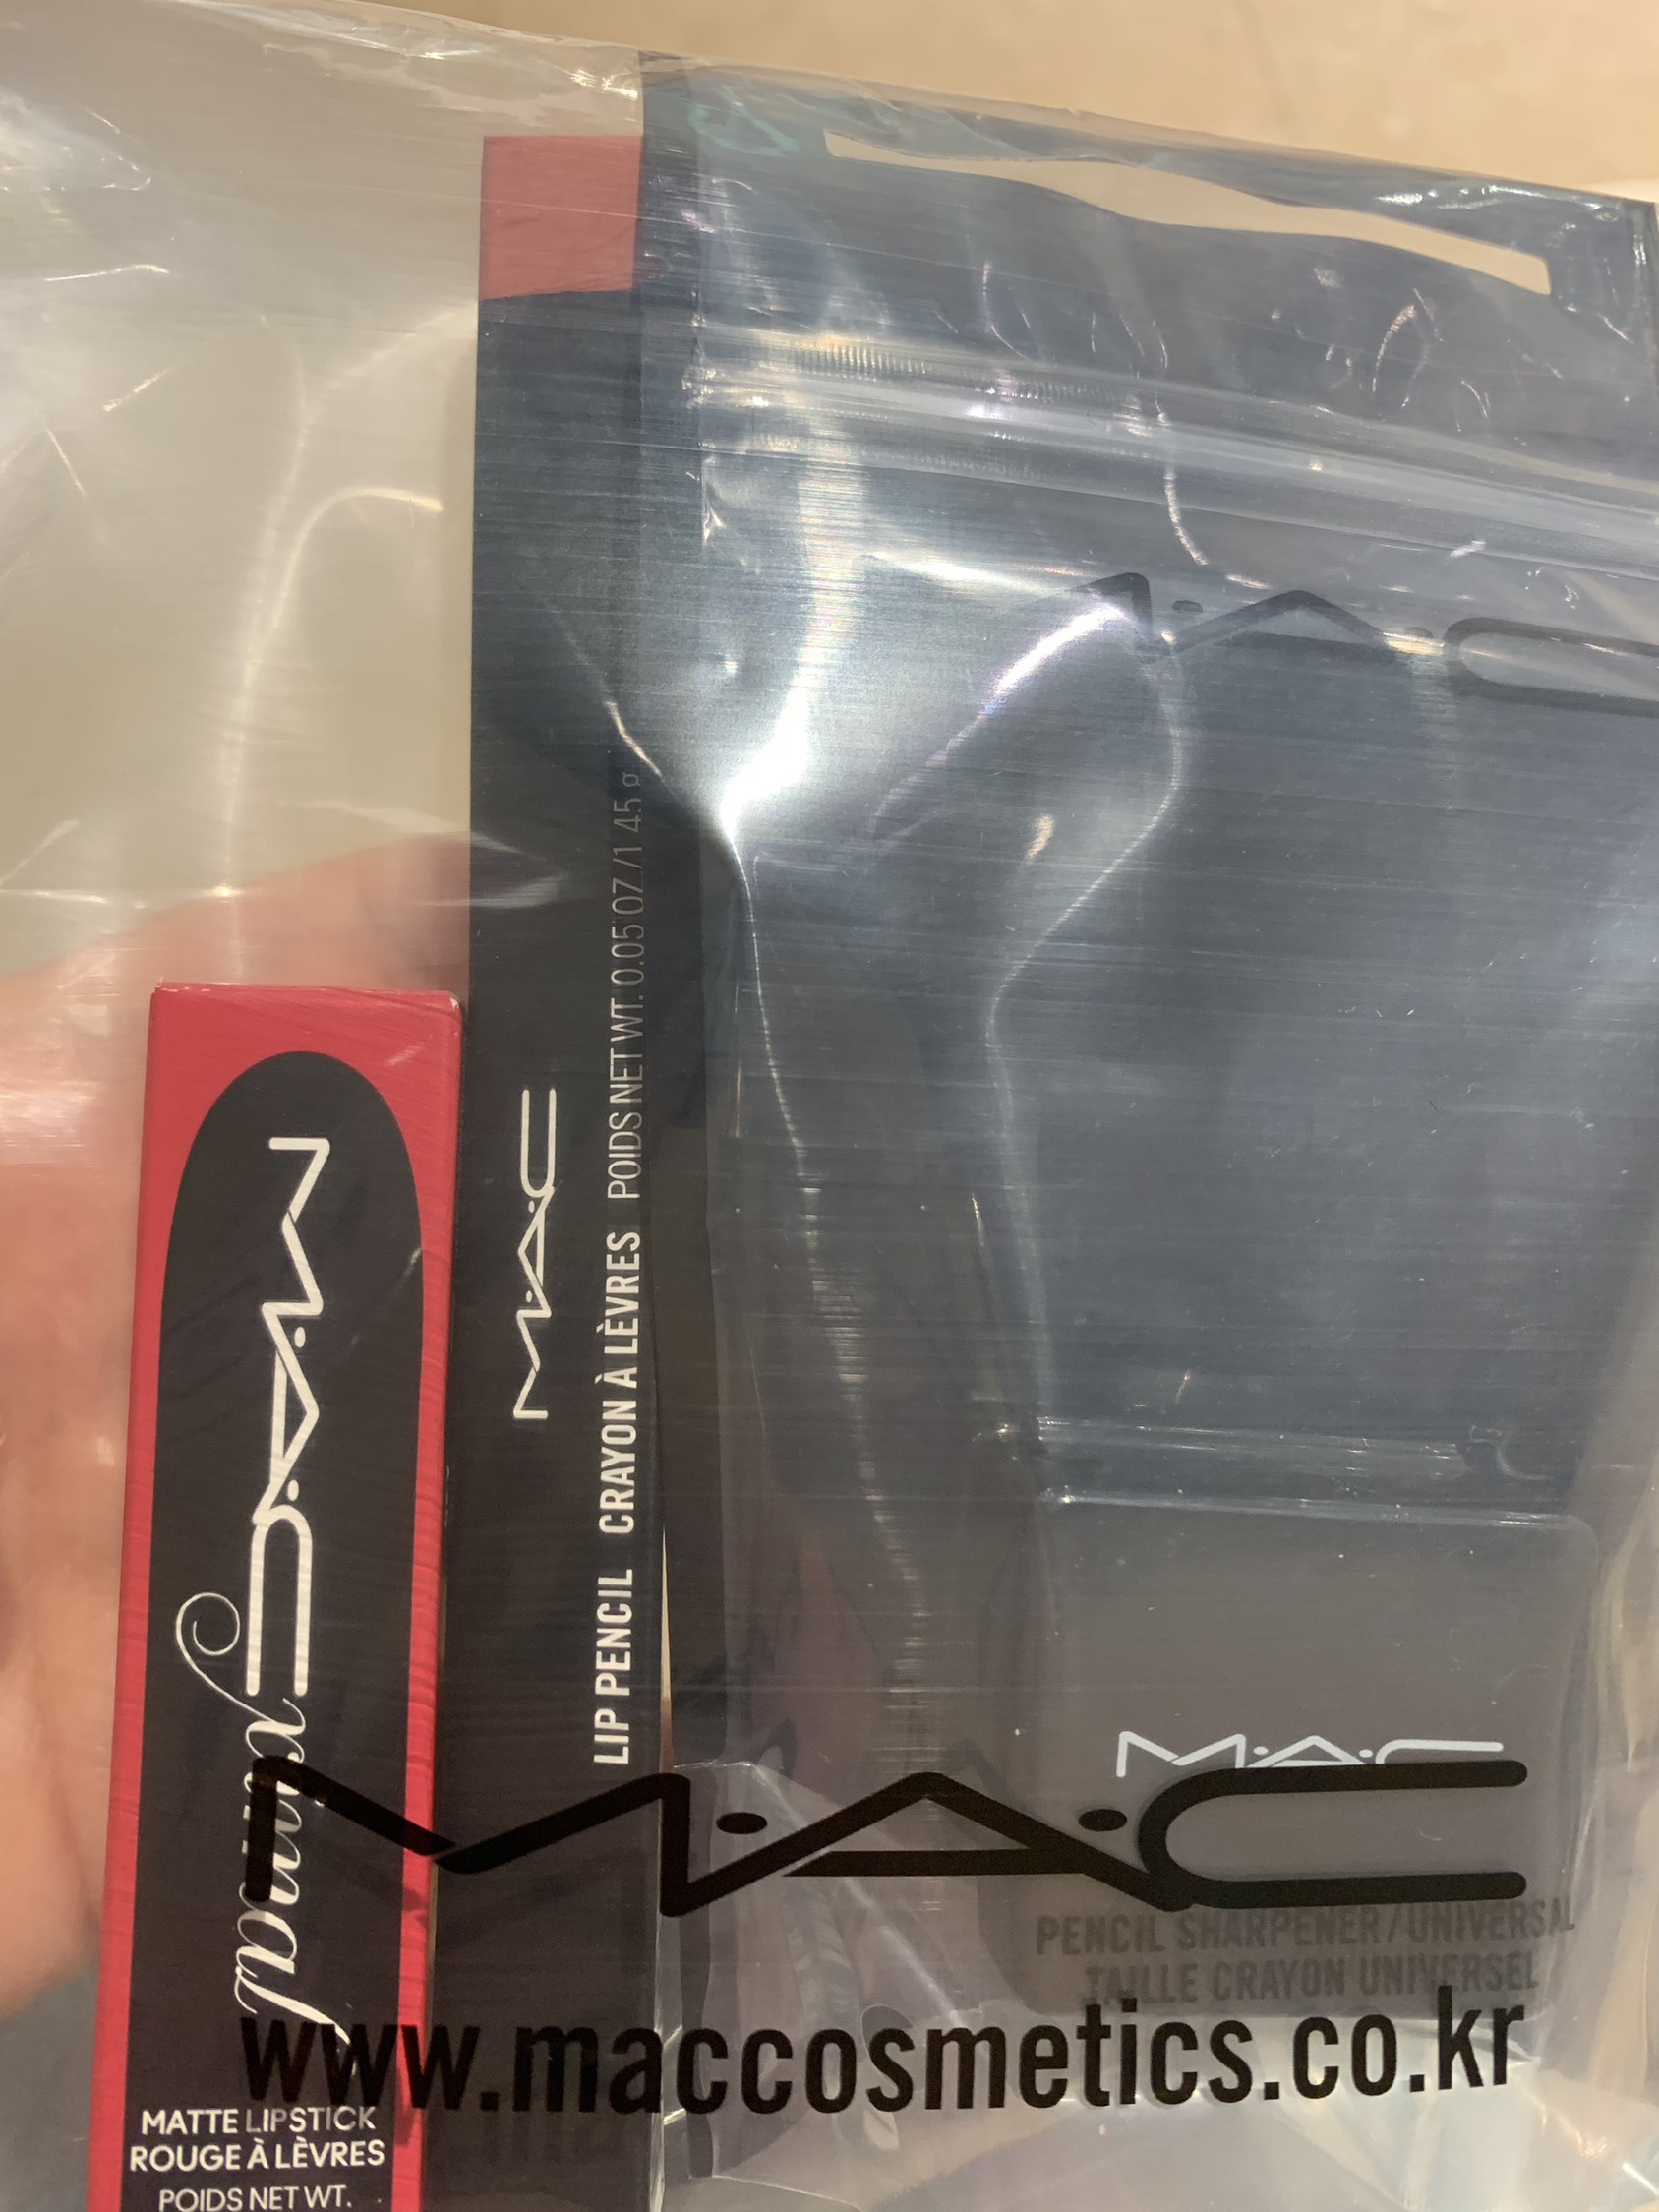 M·A·C
M·A·Cximal
MATTE LIPSTICK
ROUGE À LÈVRES
POIDS NET WT.
M·A·C
LIP PENCIL CRAYON À LÈVRES POIDS NET WT. 0.05 OZ./1.45 g
M·A·C
PENCIL SHARPENER/UNIVERSAL
TAILLE CRAYON UNIVERSEL
M·A·C
www.maccosmetics.co.kr